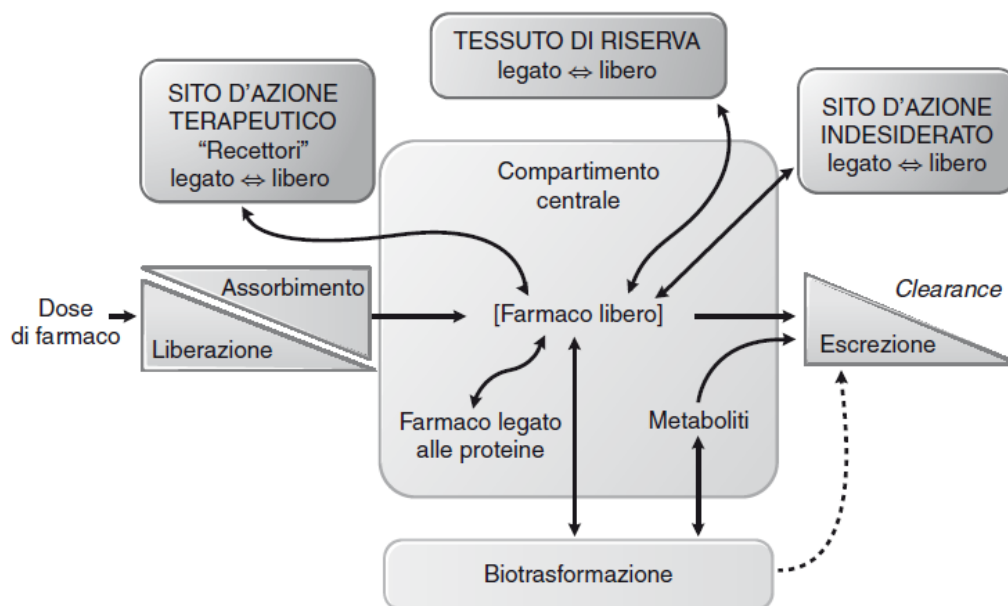 TESSUTO DI RISERVA
legato ⇔ libero
SITO D'AZIONE
TERAPEUTICO
“Recettori”
legato ⇔ libero
SITO D'AZIONE
INDESIDERATO
legato ⇔ libero
Compartimento
centrale
Dose
di farmaco
Assorbimento
Liberazione
[Farmaco libero]
Clearance
Escrezione
Farmaco legato
alle proteine
Metaboliti
Biotrasformazione